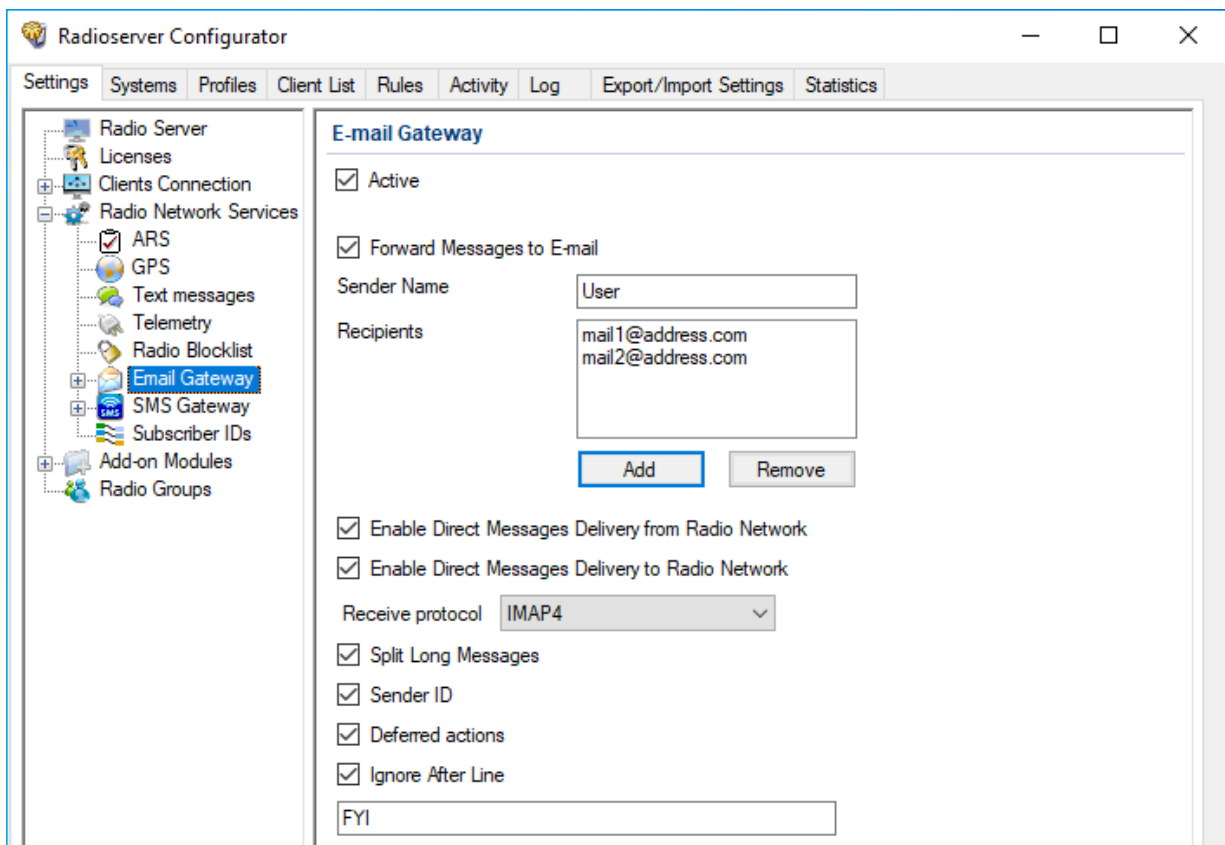 Radioserver Configurator
Settings Systems Profiles Client List Rules Activity Log Export/Import Settings Statistics
Radio Server
Licenses
Clients Connection
Radio Network Services
ARS
GPS
Text messages
Telemetry
Radio Blocklist
Email Gateway
SMS Gateway
Subscriber IDs
Add-on Modules
Radio Groups
E-mail Gateway
Active
Forward Messages to E-mail
Sender Name User
Recipients mail1@address.com
mail2@address.com
Add Remove
Enable Direct Messages Delivery from Radio Network
Enable Direct Messages Delivery to Radio Network
Receive protocol IMAP4
Split Long Messages
Sender ID
Deferred actions
Ignore After Line
FYI